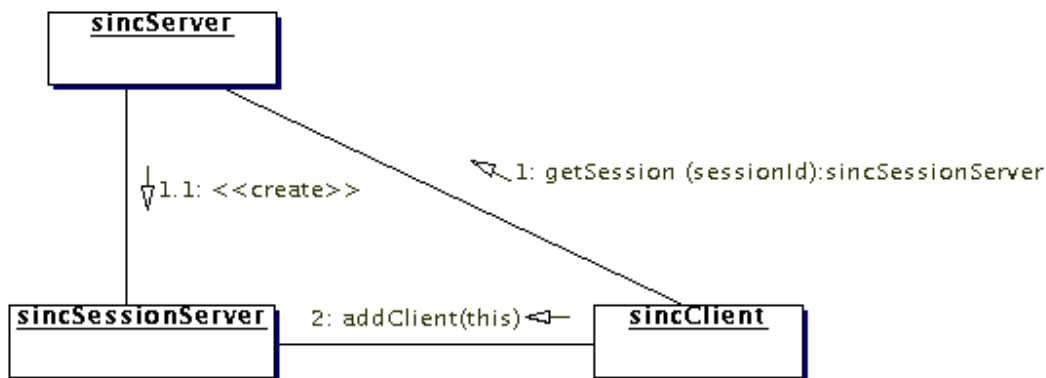 sincServer
1: getSession (sessionId):sincSessionServer
1.1: <<create>>
sincSessionServer
2: addClient(this)
sincClient